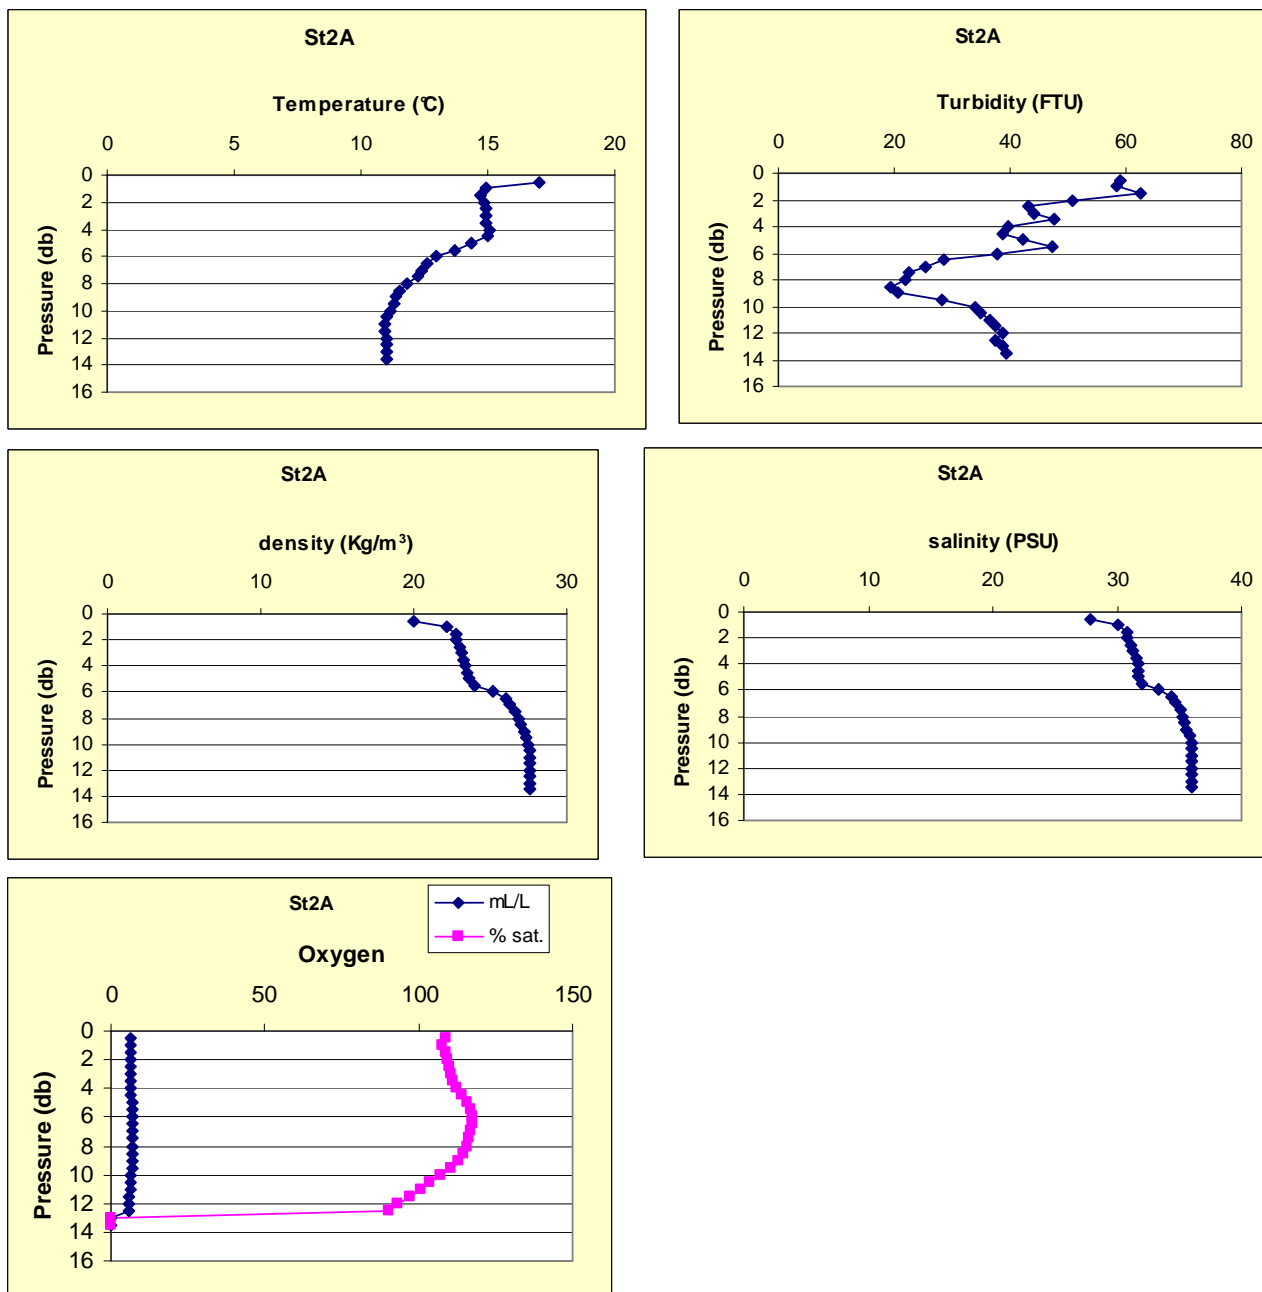 St2A
Temperature (°C)
0 5 10 15 20
0
2
4
6
8
10
12
14
16
Pressure (db)
St2A
Turbidity (FTU)
0 20 40 60 80
0
2
4
6
8
10
12
14
16
Pressure (db)
St2A
density (Kg/m³)
0 10 20 30
0
2
4
6
8
10
12
14
16
Pressure (db)
St2A
salinity (PSU)
0 10 20 30 40
0
2
4
6
8
10
12
14
16
Pressure (db)
St2A
mL/L
% sat.
Oxygen
0 50 100 150
0
2
4
6
8
10
12
14
16
Pressure (db)